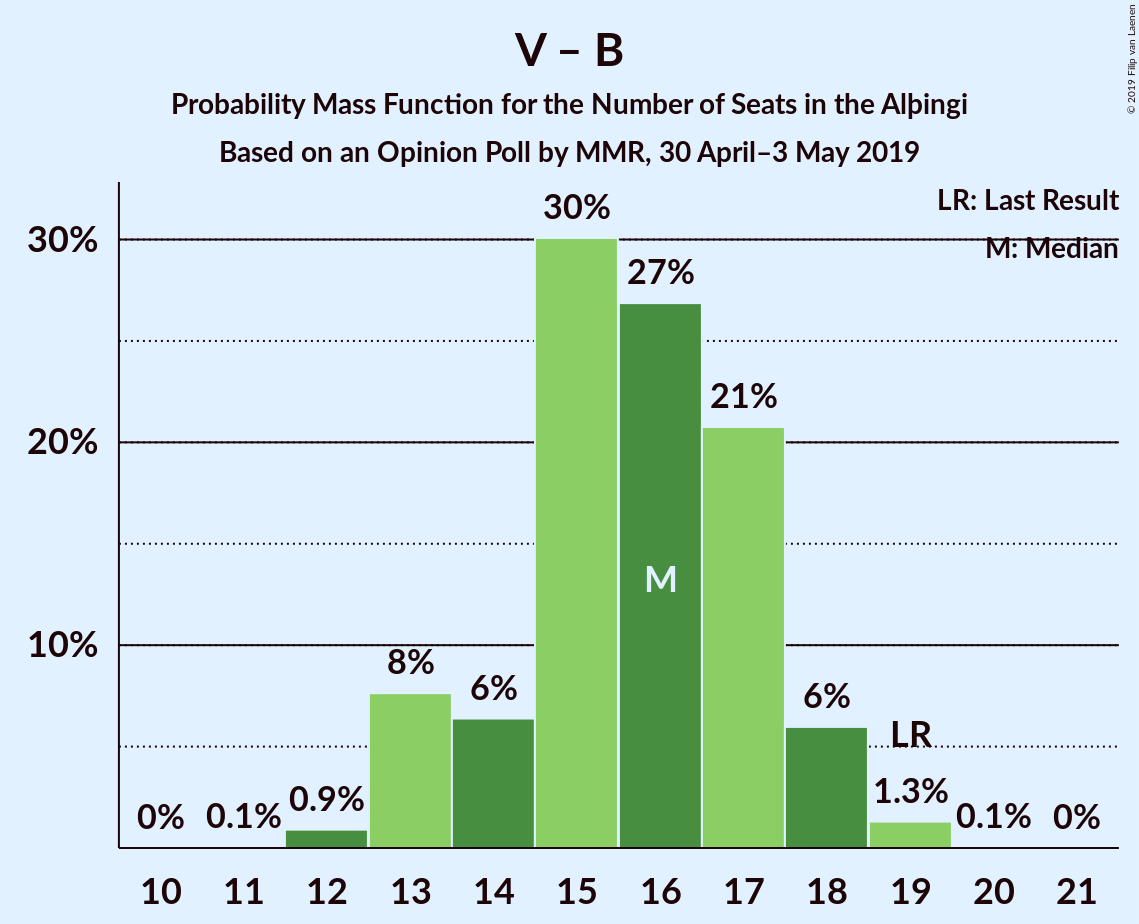 V – B
Probability Mass Function for the Number of Seats in the Alþingi
Based on an Opinion Poll by MMR, 30 April–3 May 2019
© 2019 Filip van Laenen
LR: Last Result
M: Median
30%
20%
10%
0%
0.1%
0.9%
8%
6%
30%
27%
M
21%
6%
LR
1.3%
0.1%
0%
10 11 12 13 14 15 16 17 18 19 20 21